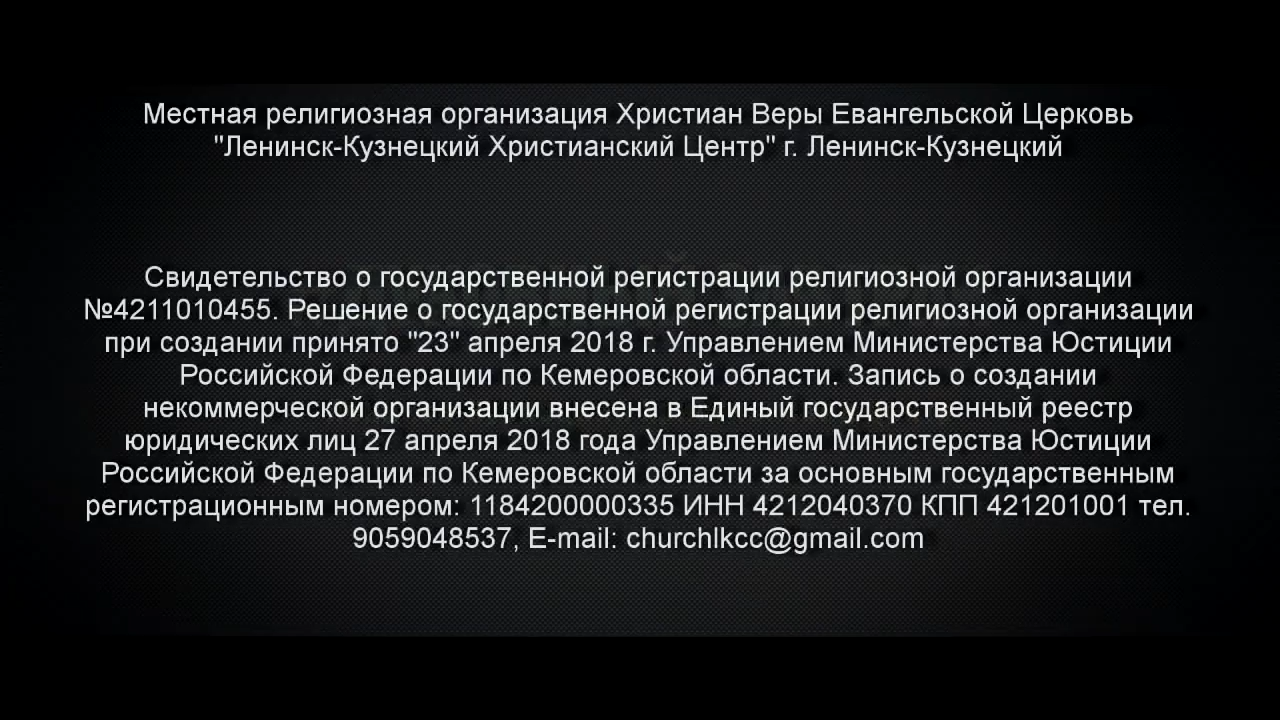 Местная религиозная организация Христиан Веры Евангельской Церковь
"Ленинск-Кузнецкий Христианский Центр" г. Ленинск-Кузнецкий
Свидетельство о государственной регистрации религиозной организации
№4211010455. Решение о государственной регистрации религиозной организации
при создании принято "23" апреля 2018 г. Управлением Министерства Юстиции
Российской Федерации по Кемеровской области. Запись о создании
некоммерческой организации внесена в Единый государственный реестр
юридических лиц 27 апреля 2018 года Управлением Министерства Юстиции
Российской Федерации по Кемеровской области за основным государственным
регистрационным номером: 1184200000335 ИНН 4212040370 КПП 421201001 тел.
9059048537, E-mail: churchlkcc@gmail.com